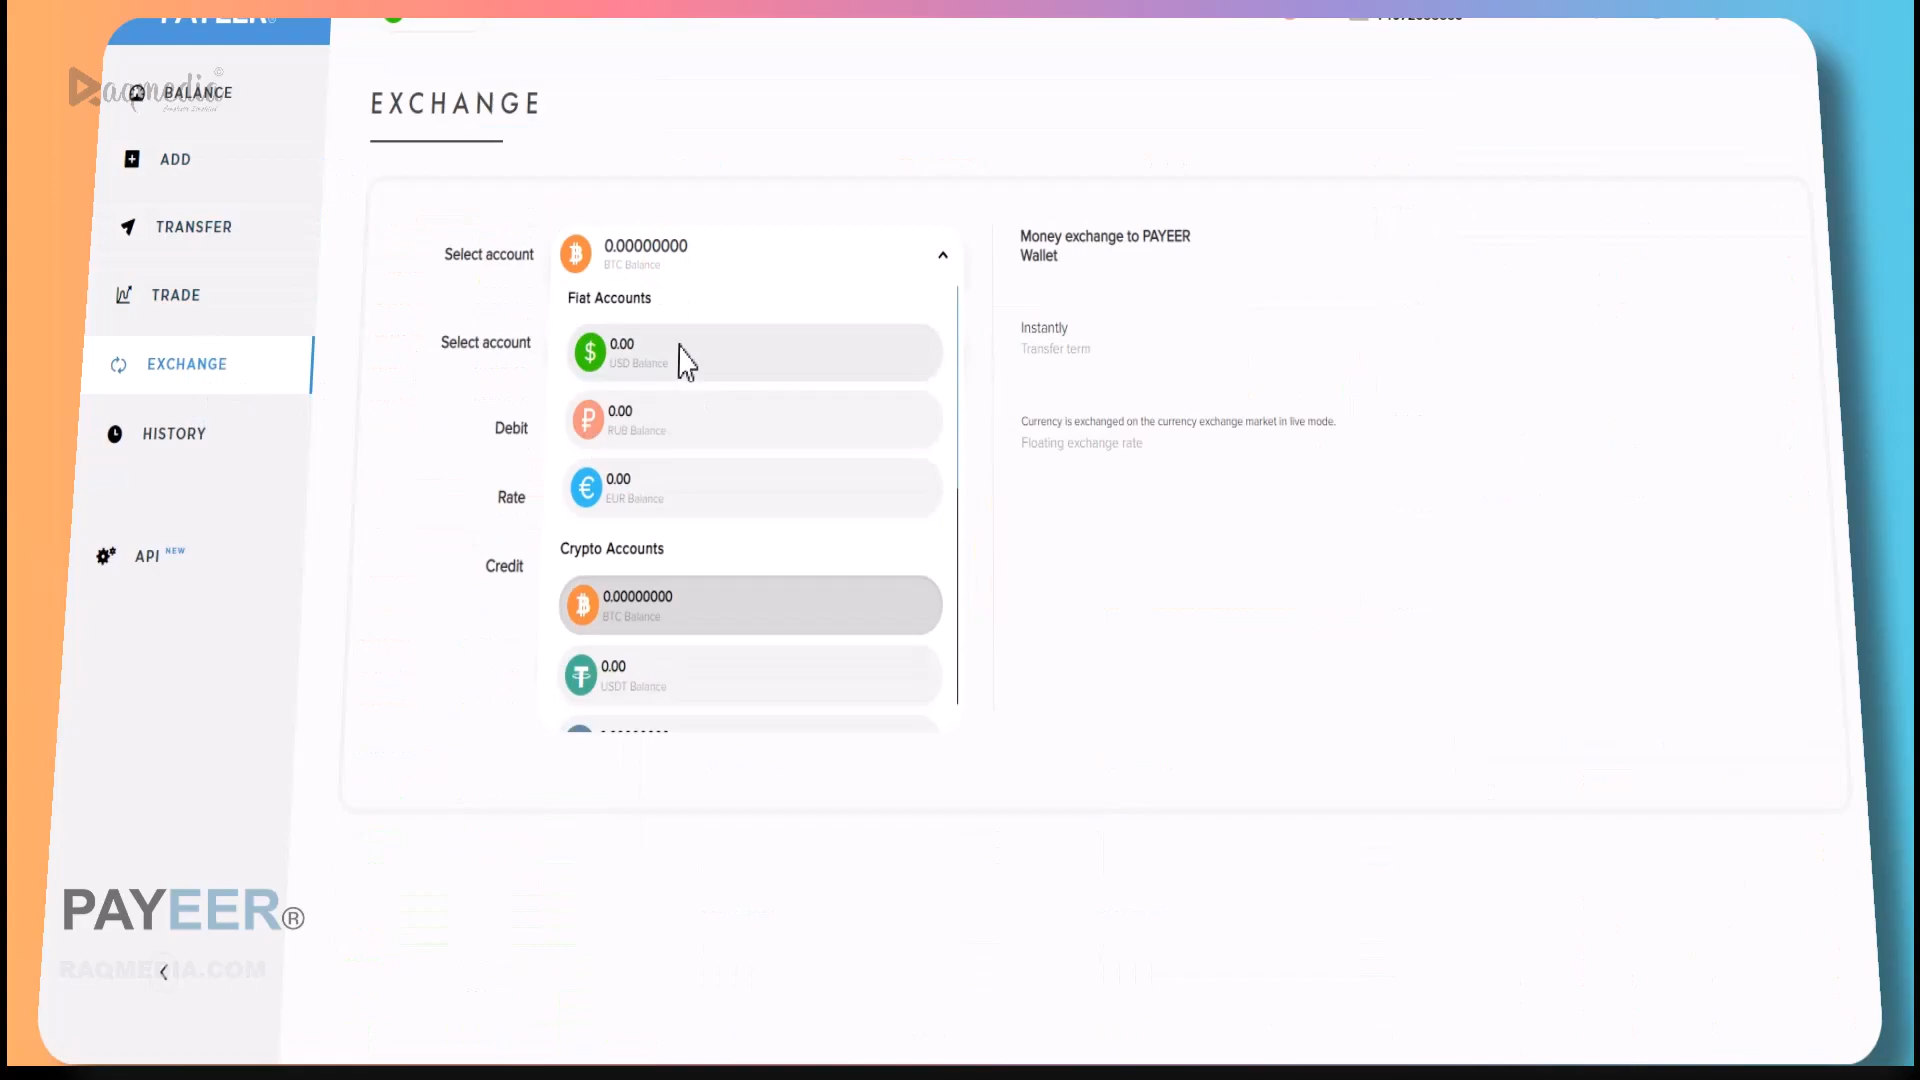 EXCHANGE
BALANCE
aqmedia©
ADD
TRANSFER
TRADE
EXCHANGE
HISTORY
API NEW
Select account
0.00000000
BTC Balance
Fiat Accounts
0.00
USD Balance
Select account
0.00
RUB Balance
Debit
0.00
EUR Balance
Rate
Crypto Accounts
Credit
0.00000000
BTC Balance
0.00
USDT Balance
Money exchange to PAYEER
Wallet
Instantly
Transfer term
Currency is exchanged on the currency exchange market in live mode.
Floating exchange rate
PAYEER®
RAQMEDIA.COM